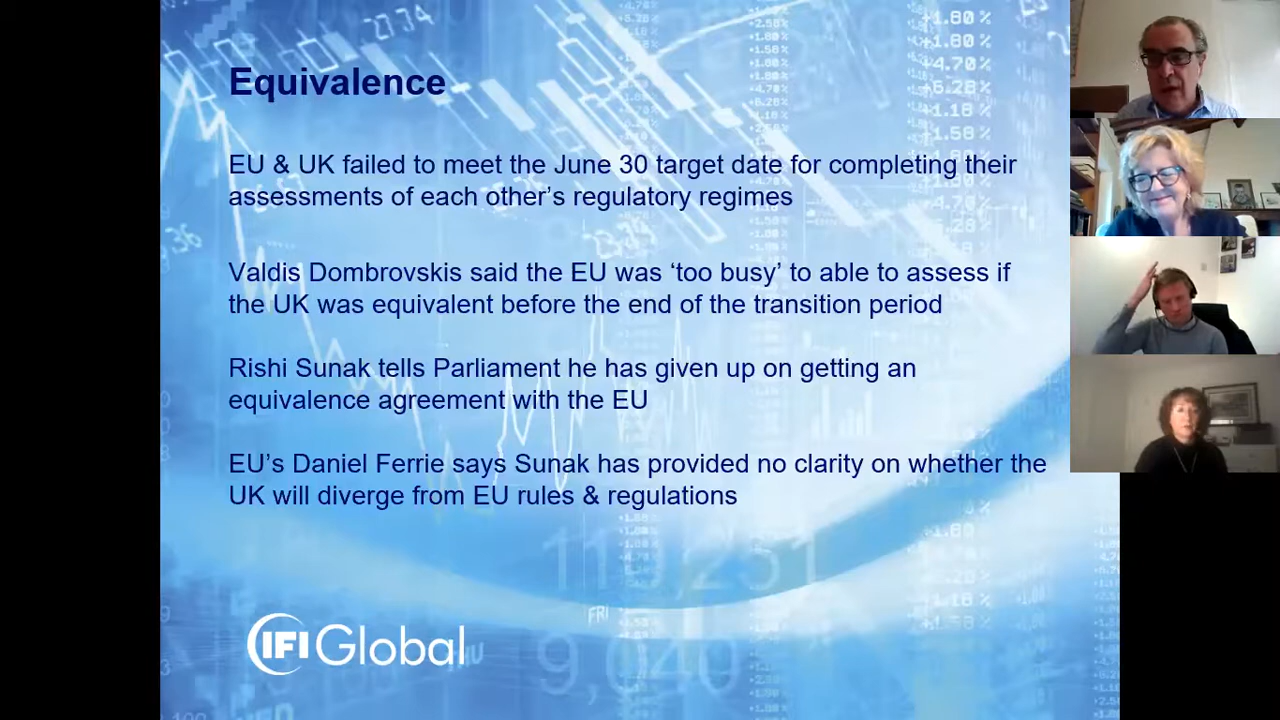 Equivalence
EU & UK failed to meet the June 30 target date for completing their
assessments of each other’s regulatory regimes
Valdis Dombrovskis said the EU was ‘too busy’ to able to assess if
the UK was equivalent before the end of the transition period
Rishi Sunak tells Parliament he has given up on getting an
equivalence agreement with the EU
EU’s Daniel Ferrie says Sunak has provided no clarity on whether the
UK will diverge from EU rules & regulations
IFI Global